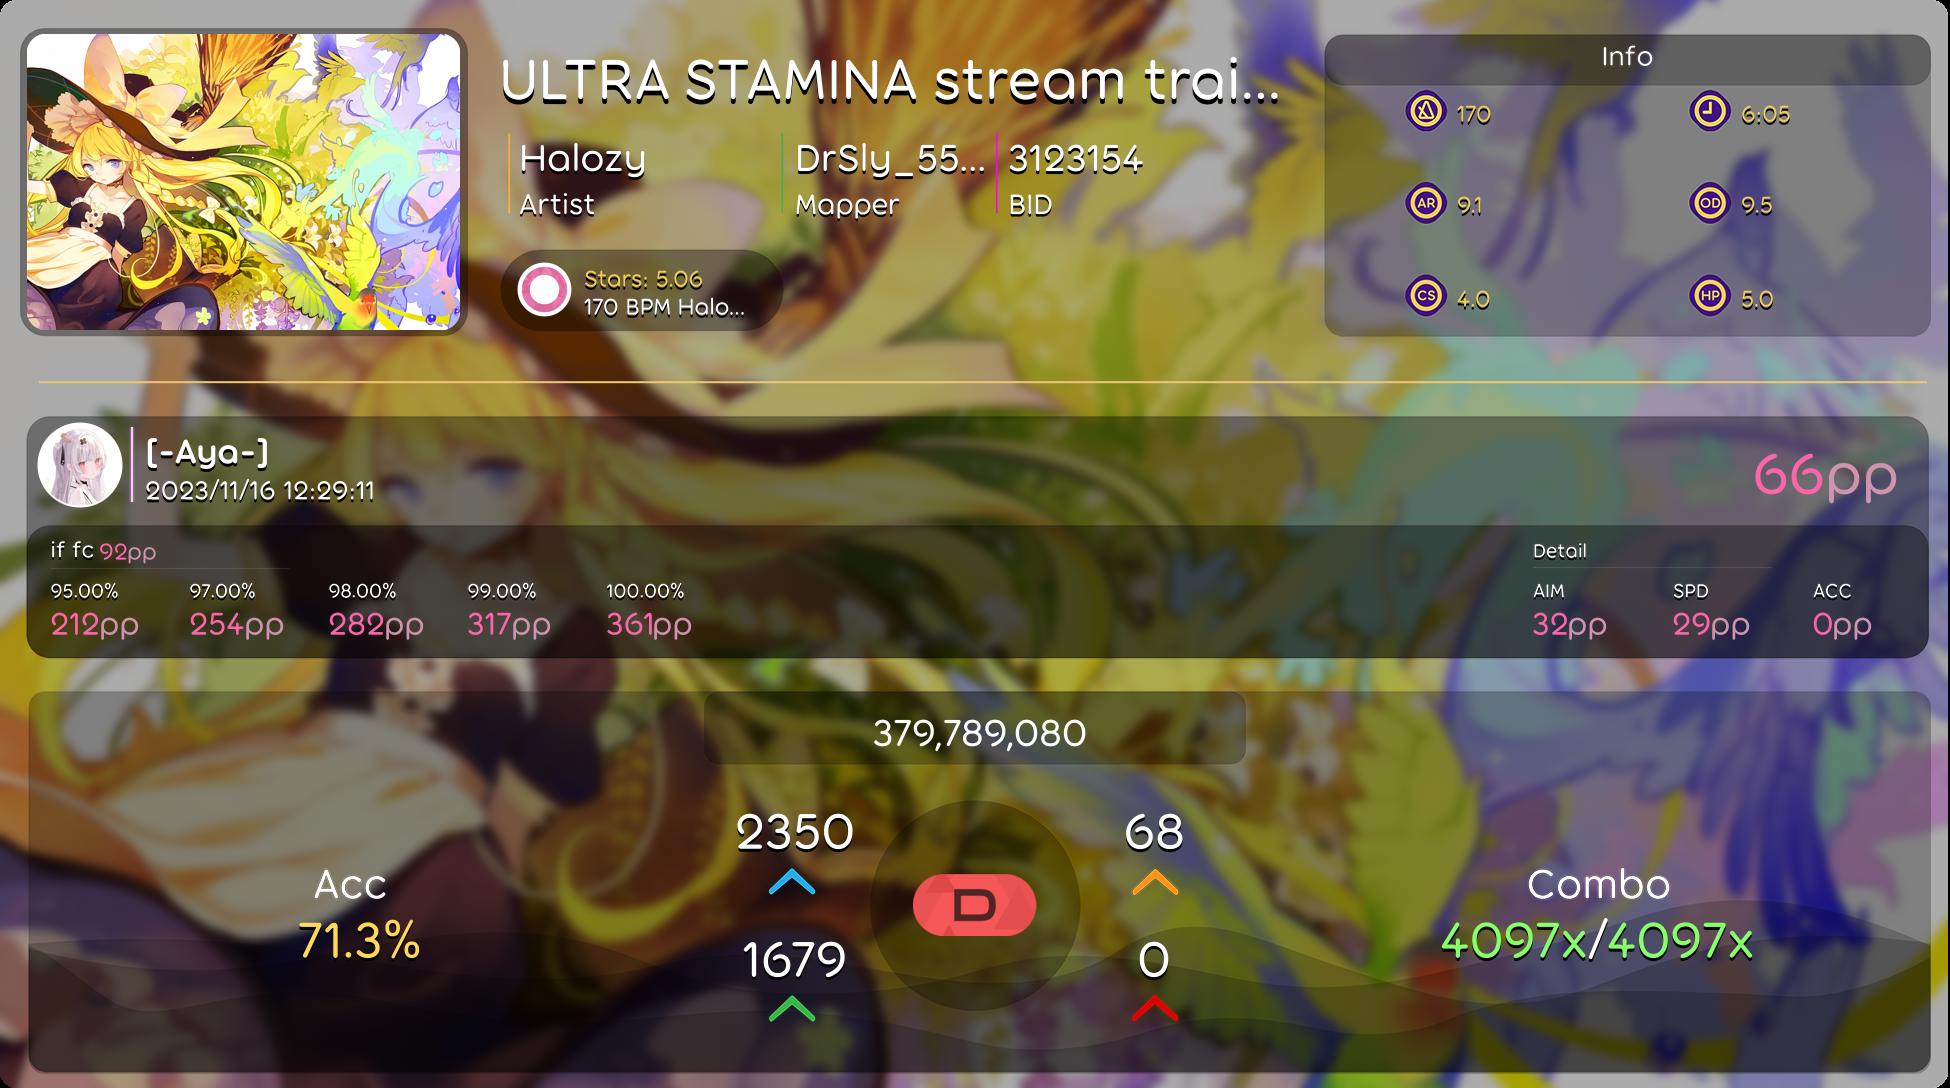 ULTRA STAMINA stream trai...
Halozy
Artist
DrSly_55...
Mapper
3123154
BID
Stars: 5.06
170 BPM Halo...
Info
170
6:05
AR 9.1
OD 9.5
CS 4.0
HP 5.0
[-Aya-]
2023/11/16 12:29:11
66pp
if fc 92pp
95.00% 97.00% 98.00% 99.00% 100.00%
212pp 254pp 282pp 317pp 361pp
Detail
AIM SPD ACC
32pp 29pp 0pp
379,789,080
Acc
71.3%
2350
68
D
1679
0
Combo
4097x/4097x